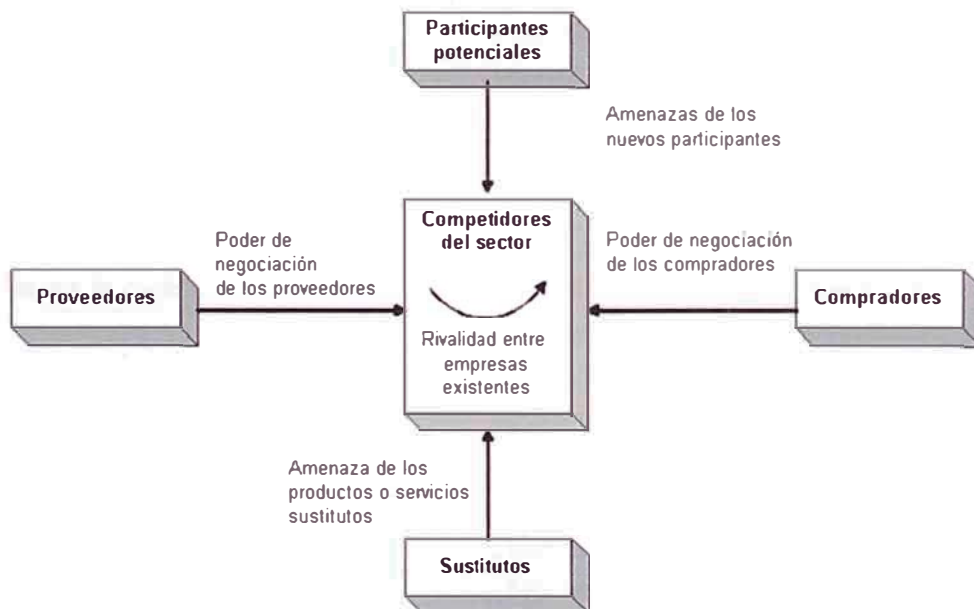 Participantes
potenciales
Amenazas de los
nuevos participantes
Competidores
del sector
Poder de
negociación
de los proveedores
Poder de negociación
de los compradores
Proveedores
Compradores
Rivalidad entre
empresas
existentes
Amenaza de los
productos o servicios
sustitutos
Sustitutos